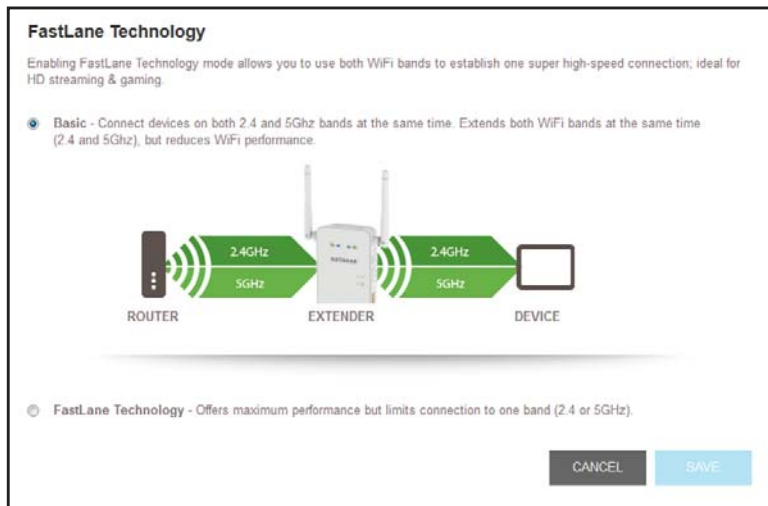 FastLane Technology
Enabling FastLane Technology mode allows you to use both WiFi bands to establish one super high-speed connection; ideal for
HD streaming & gaming.
Basic - Connect devices on both 2.4 and 5Ghz bands at the same time. Extends both WiFi bands at the same time
(2.4 and 5Ghz), but reduces WiFi performance.
2.4GHz
5GHz
NETGEAR
2.4GHz
5GHz
ROUTER
EXTENDER
DEVICE
FastLane Technology - Offers maximum performance but limits connection to one band (2.4 or 5GHz).
CANCEL
SAVE